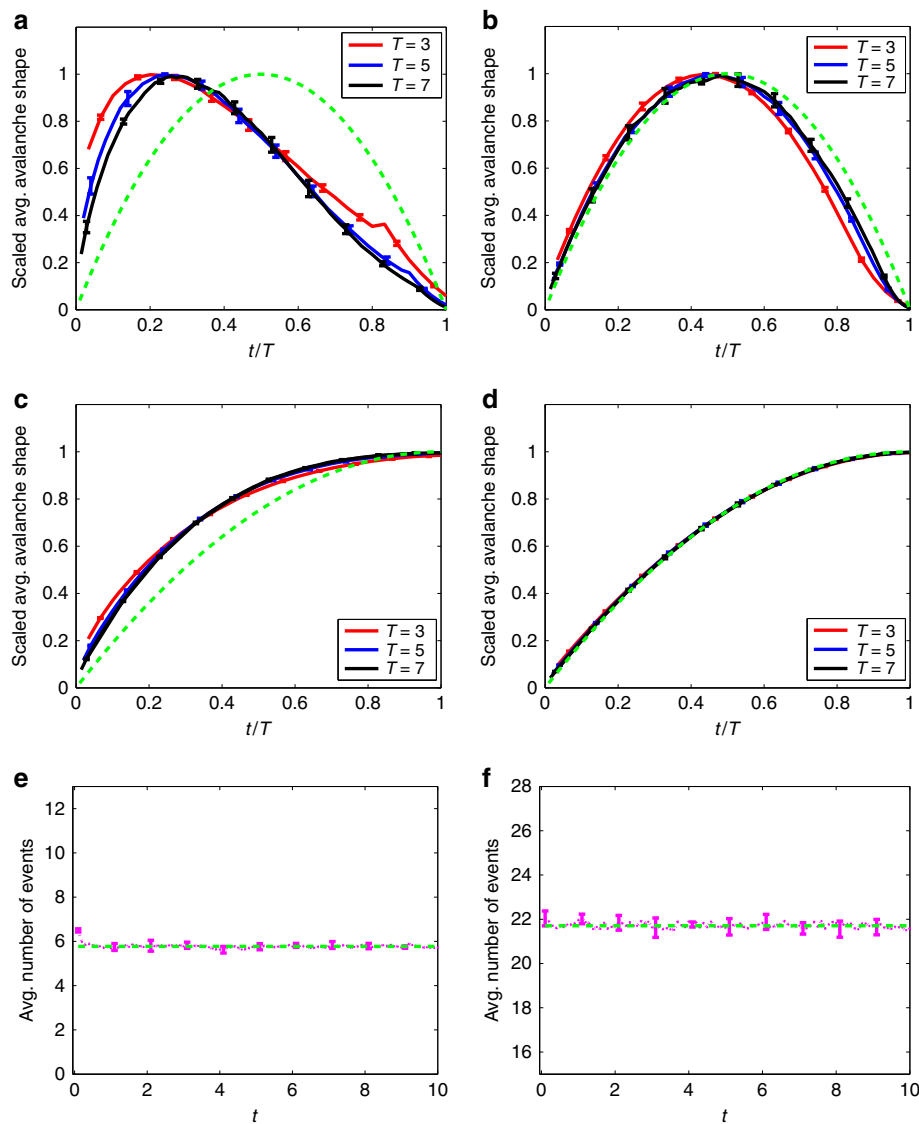 a
Scaled avg. avalanche shape
1
0.8
0.6
0.4
0.2
0
0 0.2 0.4 0.6 0.8 1
t/T
T = 3
T = 5
T = 7
b
Scaled avg. avalanche shape
1
0.8
0.6
0.4
0.2
0
0 0.2 0.4 0.6 0.8 1
t/T
T = 3
T = 5
T = 7
c
Scaled avg. avalanche shape
1
0.8
0.6
0.4
0.2
0
0 0.2 0.4 0.6 0.8 1
t/T
T = 3
T = 5
T = 7
d
Scaled avg. avalanche shape
1
0.8
0.6
0.4
0.2
0
0 0.2 0.4 0.6 0.8 1
t/T
T = 3
T = 5
T = 7
e
Avg. number of events
12
10
8
6
4
2
0
0 2 4 6 8 10
t
f
Avg. number of events
28
26
24
22
20
18
16
0 2 4 6 8 10
t